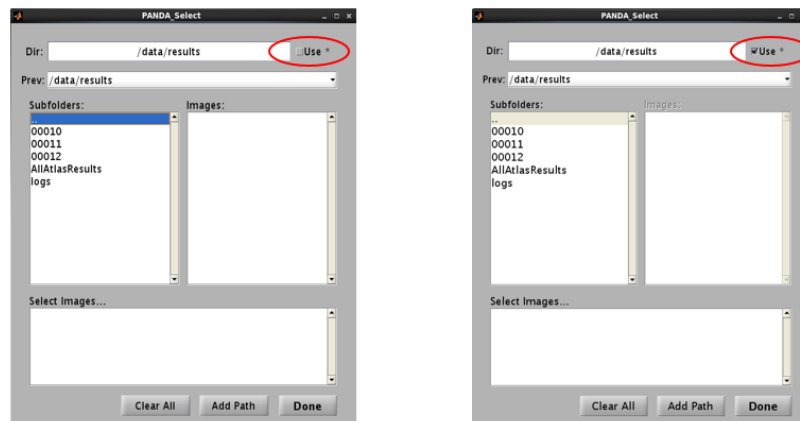 PANDA_Select
Dir: /data/results Use *
Prev: /data/results
Subfolders: Images:
..
00010
00011
00012
AllAtlasResults
logs
Select Images...
Clear All Add Path Done
PANDA_Select
Dir: /data/results Use *
Prev: /data/results
Subfolders: Images:
..
00010
00011
00012
AllAtlasResults
logs
Select Images...
Clear All Add Path Done